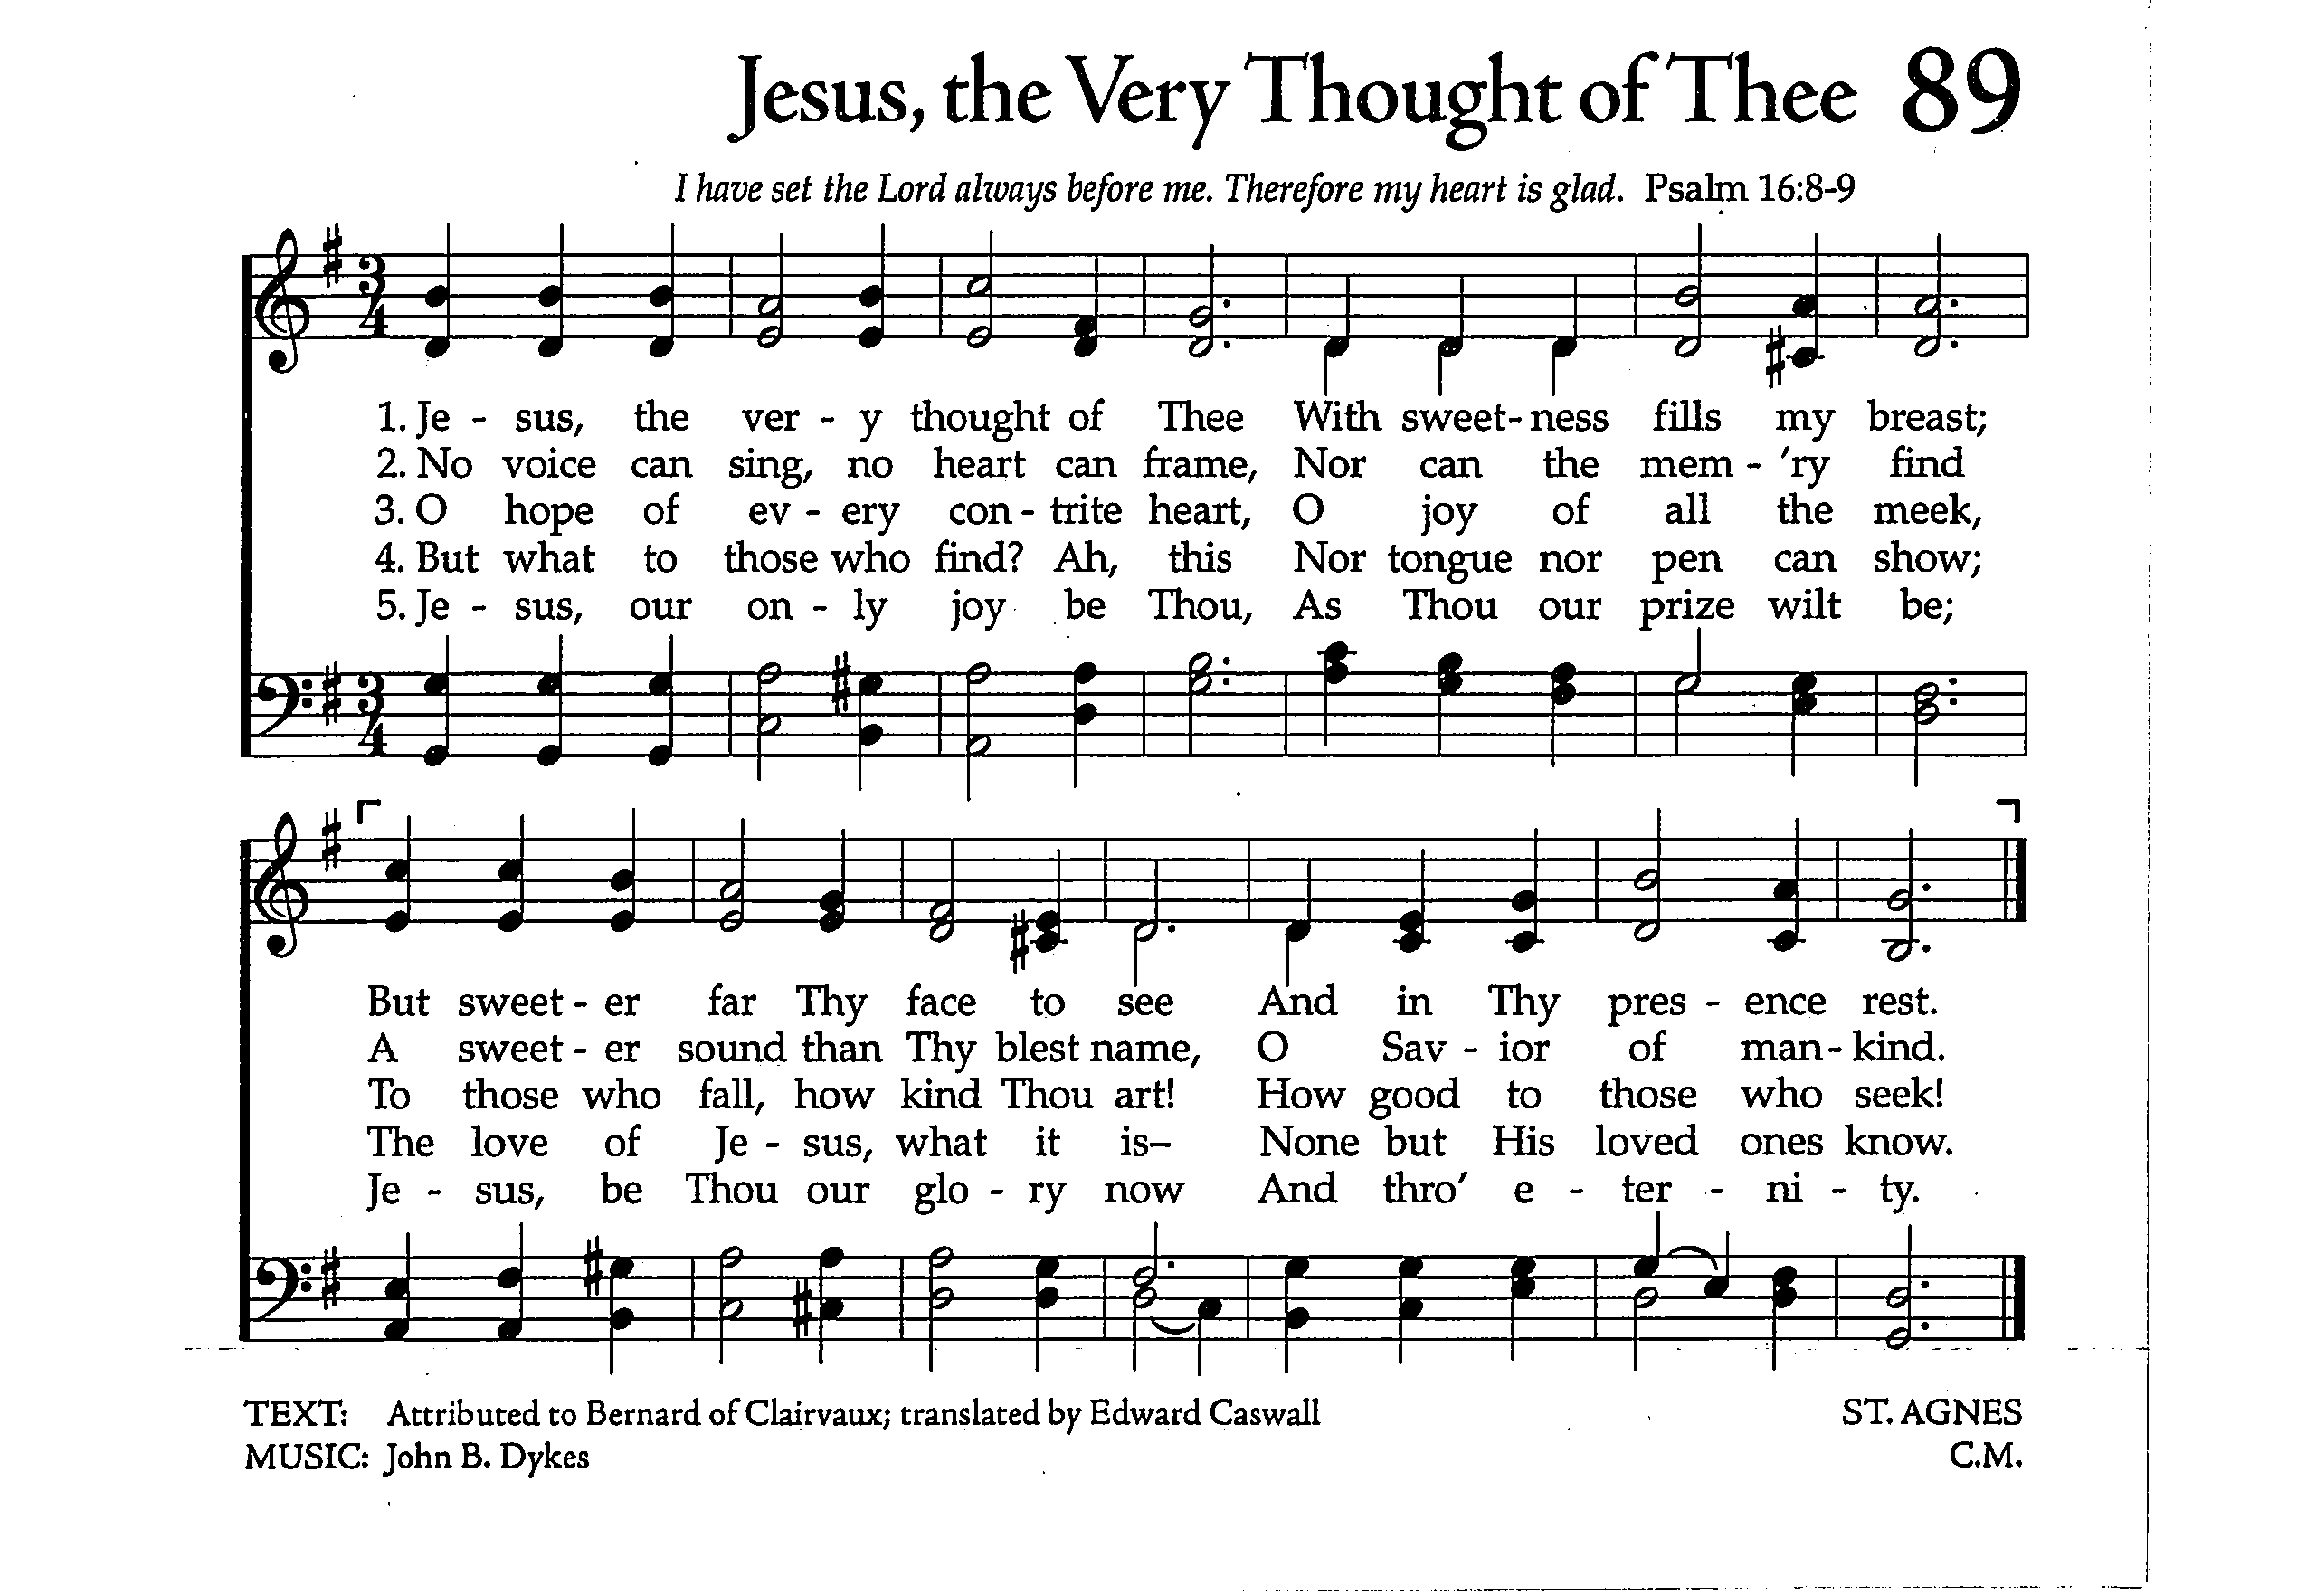 Jesus, the Very Thought of Thee 89
I have set the Lord always before me. Therefore my heart is glad. Psalm 16:8-9
3
4
1. Je - sus, the ver - y thought of Thee With sweet - ness fills my breast;
2. No voice can sing, no heart can frame, Nor can the mem - 'ry find
3. O hope of ev - ery con - trite heart, O joy of all the meek,
4. But what to those who find? Ah, this Nor tongue nor pen can show;
5. Je - sus, our on - ly joy be Thou, As Thou our prize wilt be;
3
4
But sweet - er far Thy face to see And in Thy pres - ence rest.
A sweet - er sound than Thy blest name, O Sav - ior of man - kind.
To those who fall, how kind Thou art! How good to those who seek!
The love of Je - sus, what it is– None but His loved ones know.
Je - sus, be Thou our glo - ry now And thro' e - ter - ni - ty.
TEXT: Attributed to Bernard of Clairvaux; translated by Edward Caswall ST. AGNES
MUSIC: John B. Dykes C.M.